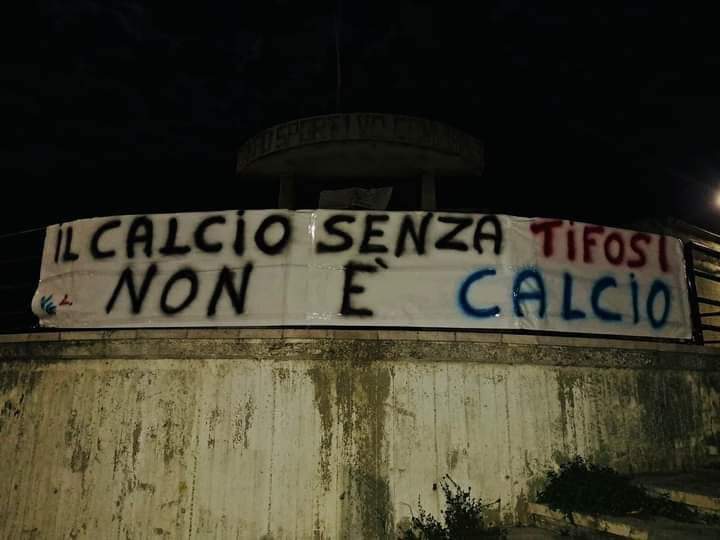 IL CALCIO SENZA TIFOSI
NON È CALCIO